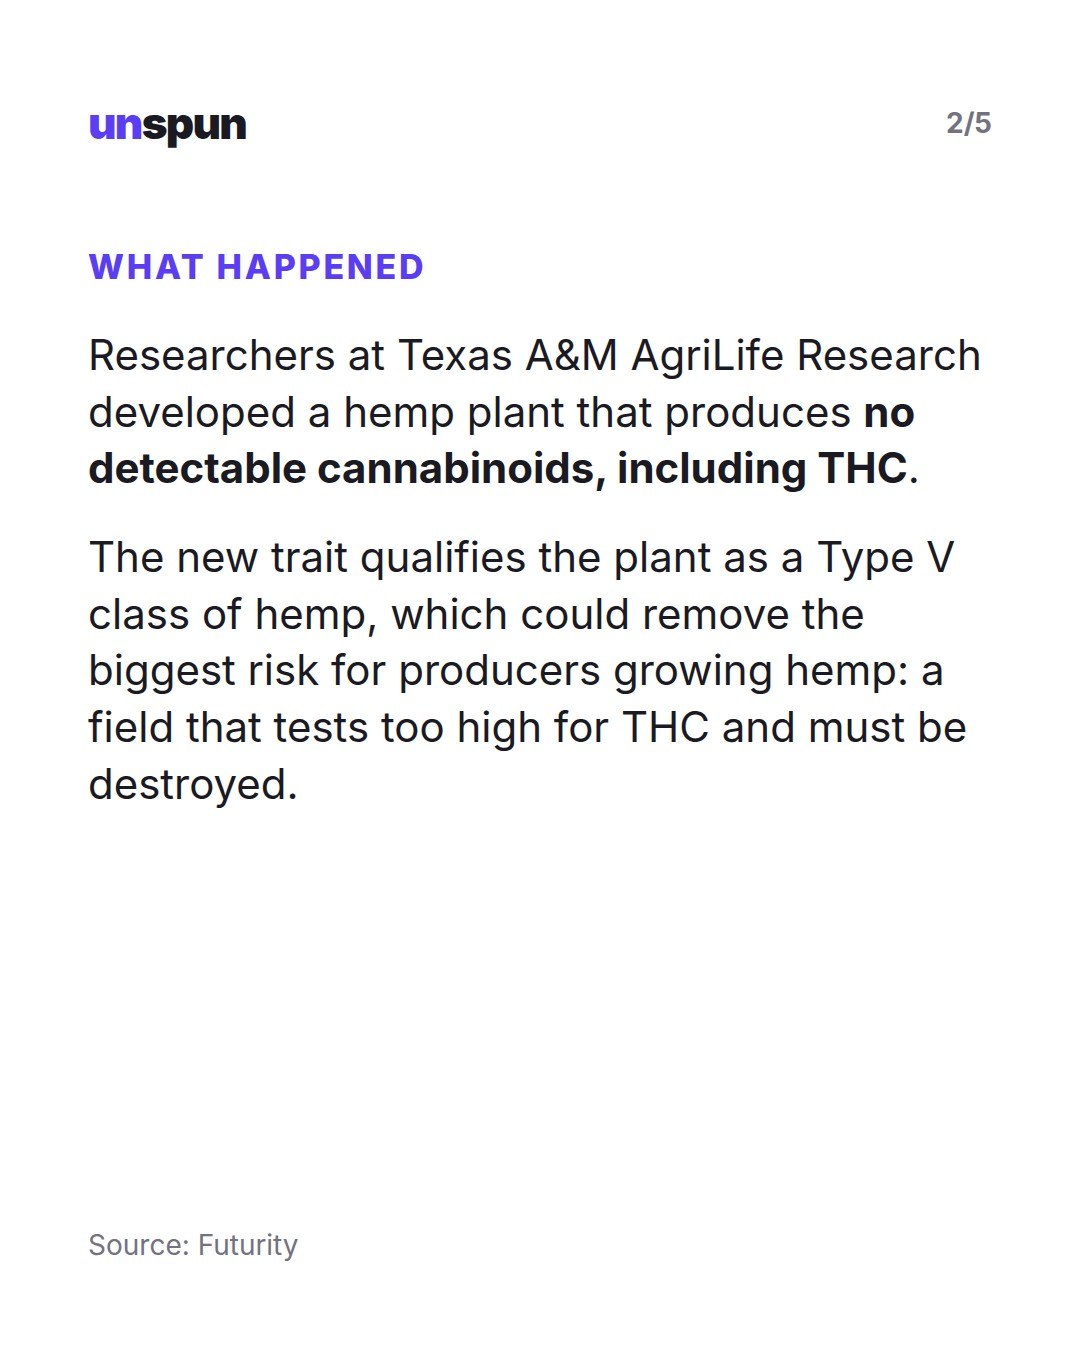 unspun
2/5
WHAT HAPPENED
Researchers at Texas A&M AgriLife Research
developed a hemp plant that produces no
detectable cannabinoids, including THC.
The new trait qualifies the plant as a Type V
class of hemp, which could remove the
biggest risk for producers growing hemp: a
field that tests too high for THC and must be
destroyed.
Source: Futurity